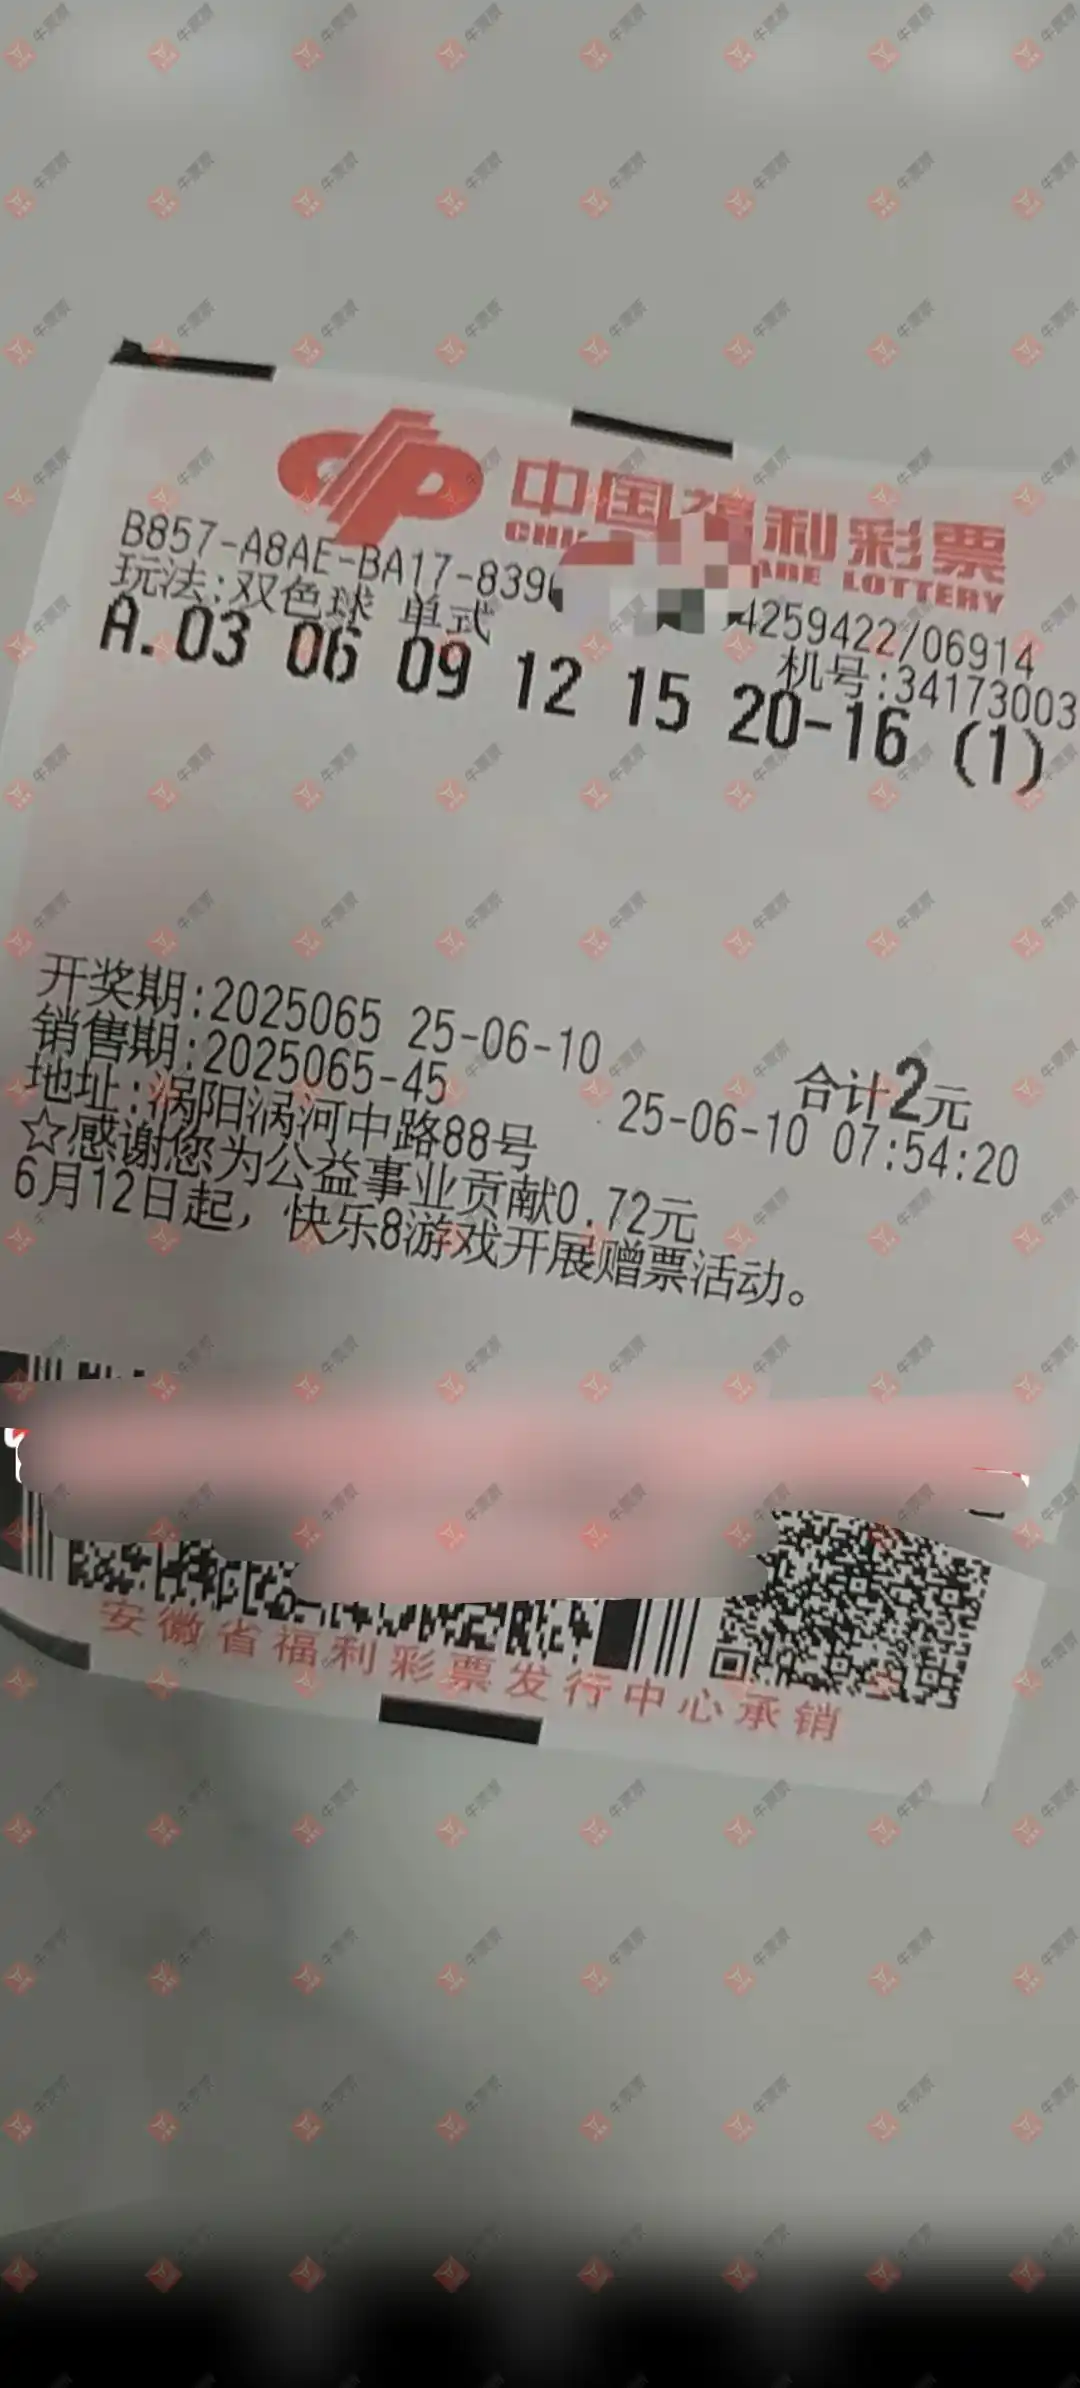 中国福利彩票
B857-A8AE-BA17-839
4259422/06914
玩法:双色球 单式
机号:34173003
A.03 06 09 12 15 20-16 (1)
开奖期:2025065 25-06-10
合计2元
销售期:2025065-45
25-06-10 07:54:20
地址:涡阳涡河中路88号
☆感谢您为公益事业贡献0.72元
6月12日起，快乐8游戏开展赠票活动。
安徽省福利彩票发行中心承销
牛票票